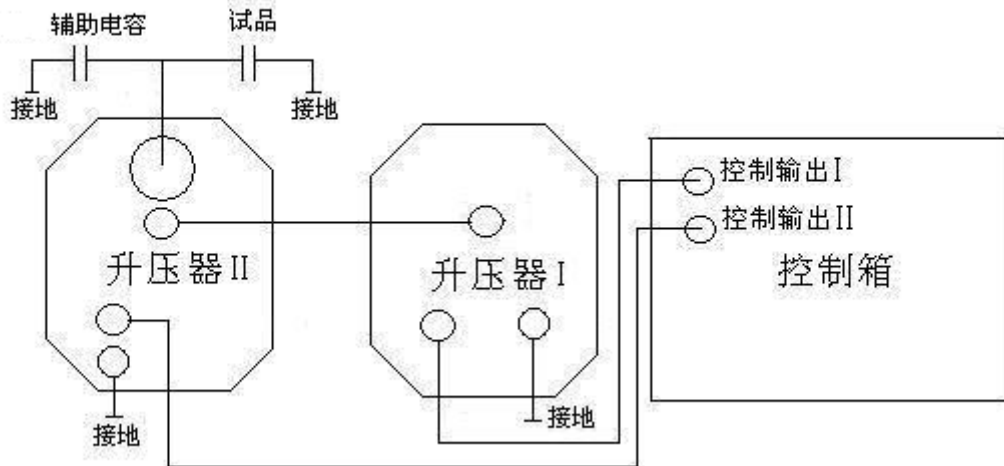 辅助电容
试品
接地
接地
控制输出I
控制输出II
升压器II
升压器I
控制箱
接地
接地